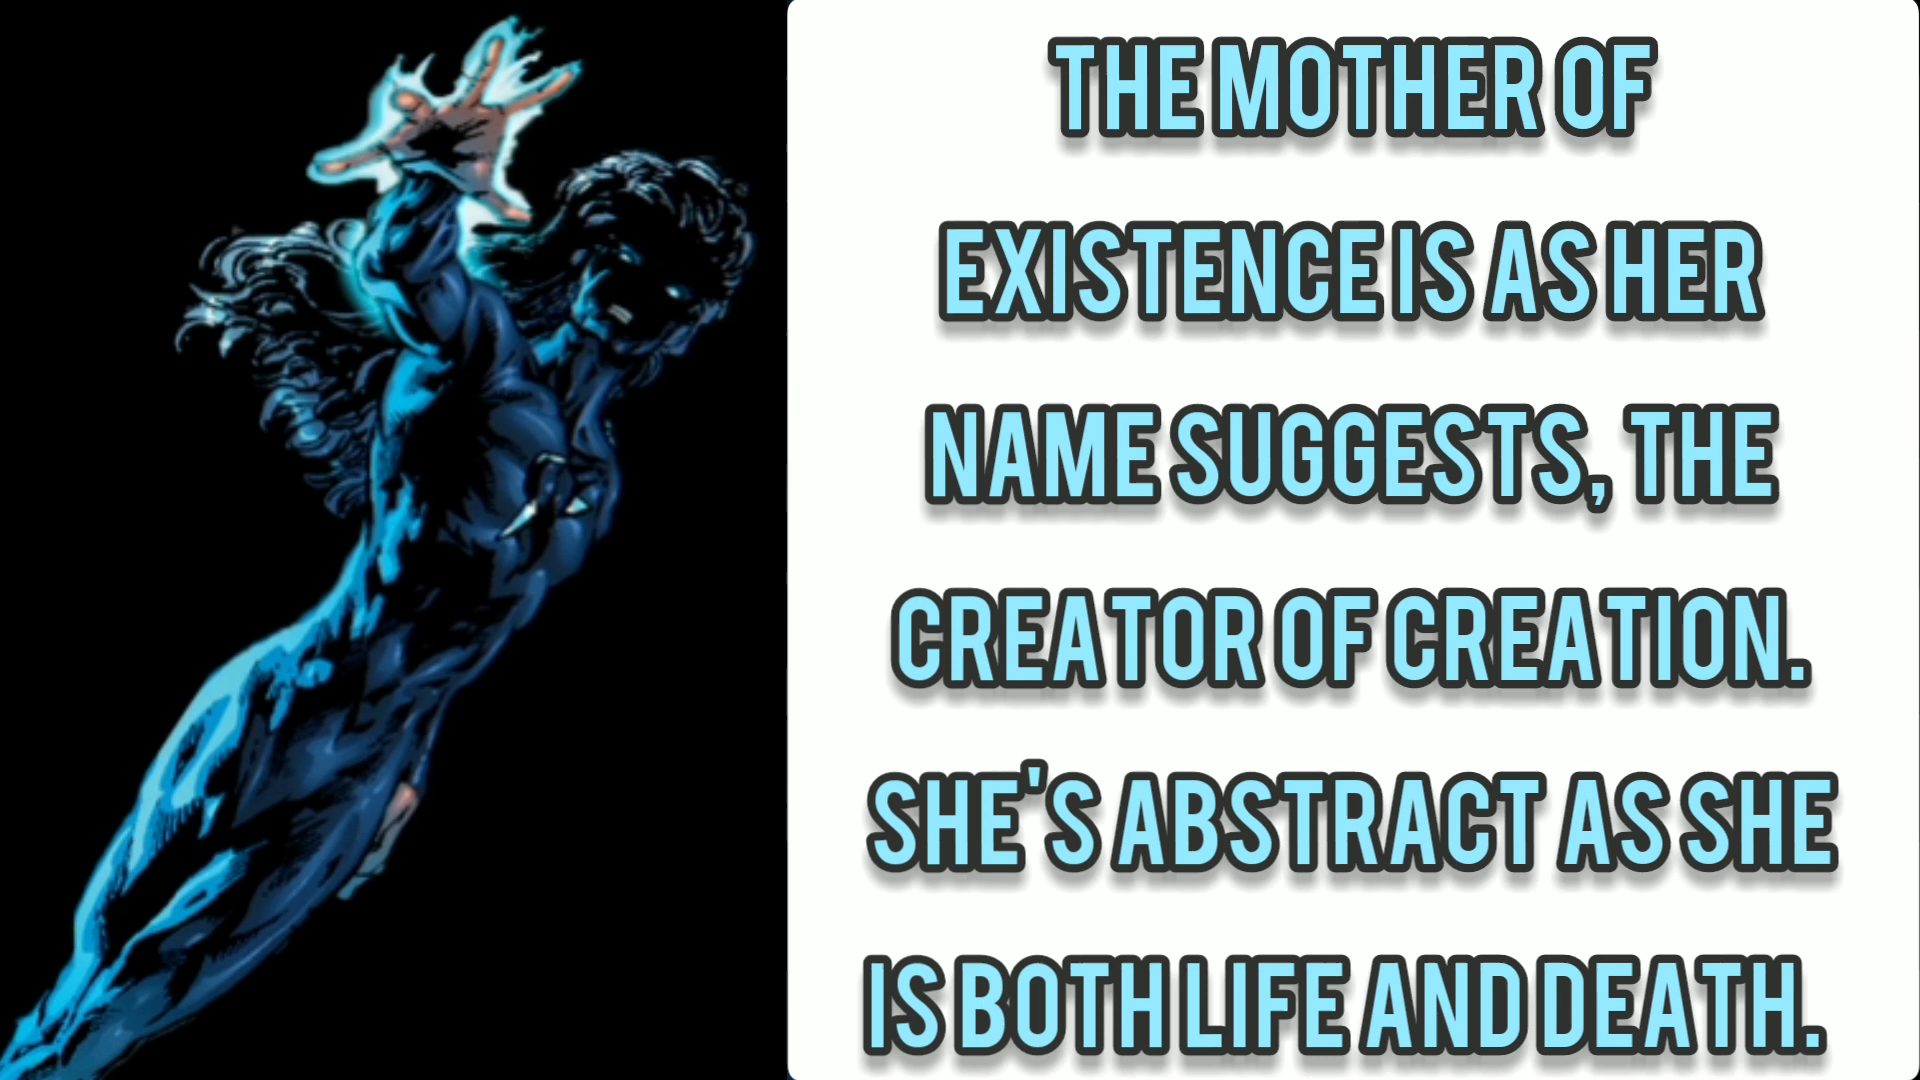 THE MOTHER OF
EXISTENCE IS AS HER
NAME SUGGESTS, THE
CREATOR OF CREATION.
SHE'S ABSTRACT AS SHE
IS BOTH LIFE AND DEATH.